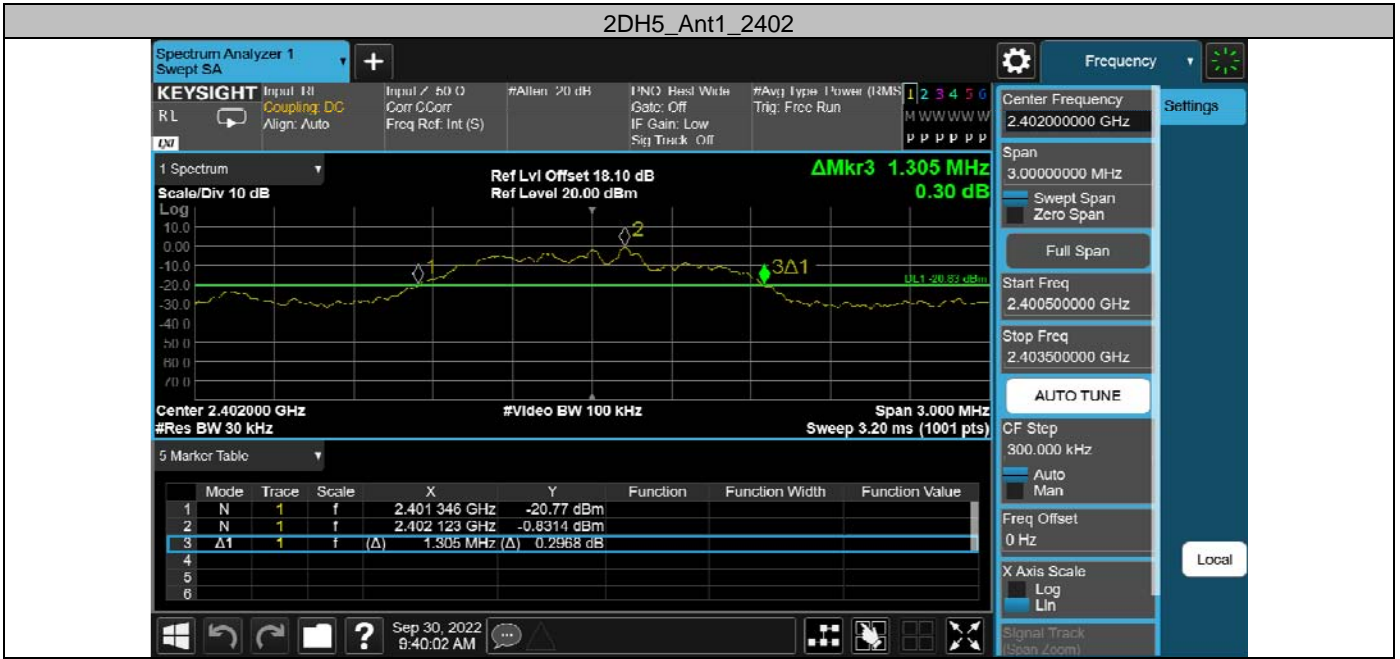 2DH5_Ant1_2402
Spectrum Analyzer 1
Swept SA
+
Frequency
KEYSIGHT
RL
LXI
Input: RF
Coupling: DC
Align: Auto
Input Z: 50 Ω
Corr CCorr
Freq Ref: Int (S)
#Atten: 20 dB
PNO: Best Wide
Gate: Off
IF Gain: Low
Sig Track: Off
#Avg Type: Power (RMS
Trig: Free Run
1 2 3 4 5 6
M W W W W W
P P P P P P
1 Spectrum
Scale/Div 10 dB
Log
Ref Lvl Offset 18.10 dB
Ref Level 20.00 dBm
ΔMkr3 1.305 MHz
0.30 dB
10.0
0.00
-10.0
-20.0
-30.0
-40.0
-50.0
-60.0
-70.0
1
2
3Δ1
DL1 -20.83 dBm
Center 2.402000 GHz
#Video BW 100 kHz
Span 3.000 MHz
#Res BW 30 kHz
Sweep 3.20 ms (1001 pts)
5 Marker Table
Mode Trace Scale X Y Function Function Width Function Value
1 N 1 f 2.401 346 GHz -20.77 dBm
2 N 1 f 2.402 123 GHz -0.8314 dBm
3 Δ1 1 f (Δ) 1.305 MHz (Δ) 0.2968 dB
4
5
6
?
Sep 30, 2022
9:40:02 AM
Center Frequency
2.402000000 GHz
Settings
Span
3.00000000 MHz
Swept Span
Zero Span
Full Span
Start Freq
2.400500000 GHz
Stop Freq
2.403500000 GHz
AUTO TUNE
CF Step
300.000 kHz
Auto
Man
Freq Offset
0 Hz
X Axis Scale
Log
Lin
Signal Track
(Span Zoom)
Local